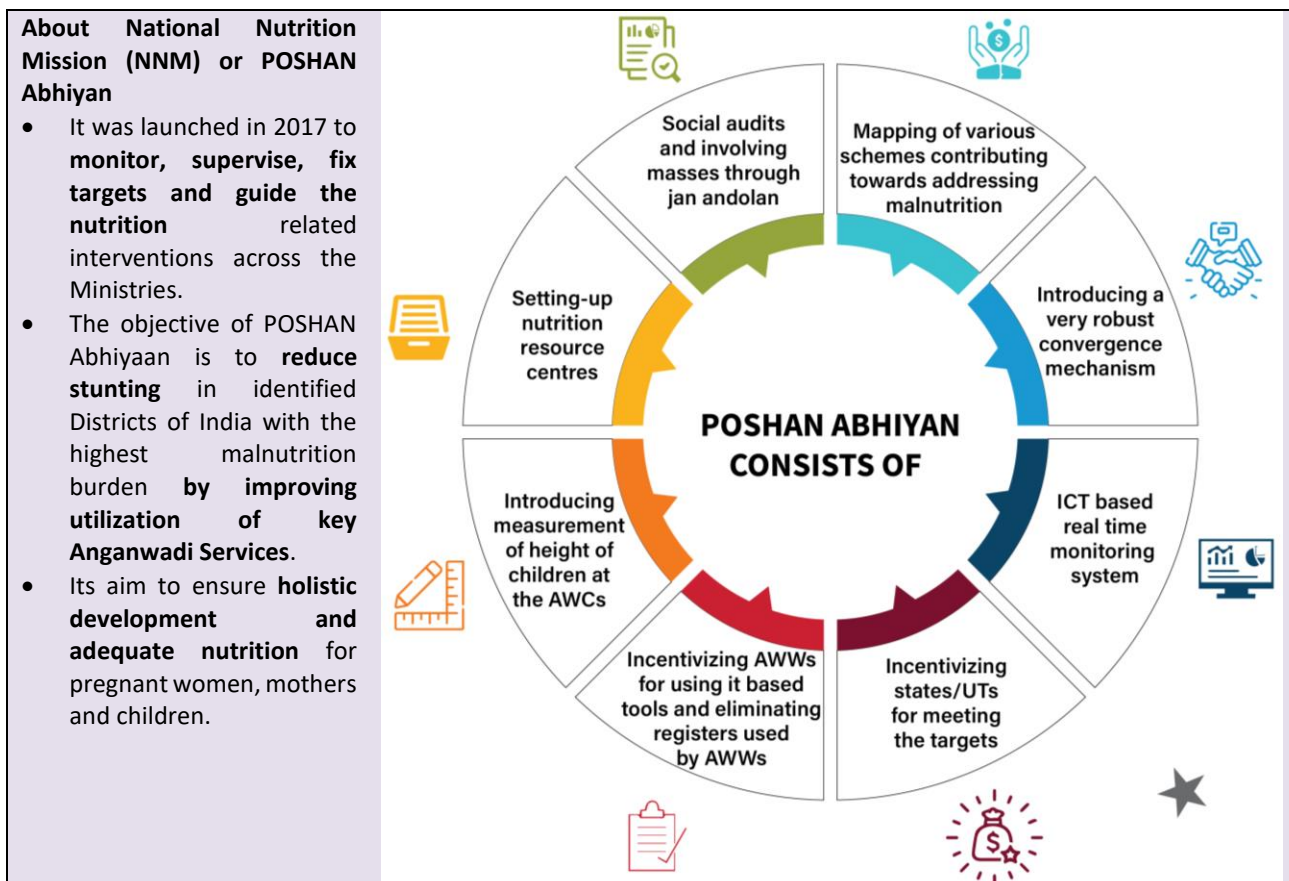 About National Nutrition
Mission (NNM) or POSHAN
Abhiyan
• It was launched in 2017 to
monitor, supervise, fix
targets and guide the
nutrition related
interventions across the
Ministries.
• The objective of POSHAN
Abhiyaan is to reduce
stunting in identified
Districts of India with the
highest malnutrition
burden by improving
utilization of key
Anganwadi Services.
• Its aim to ensure holistic
development and
adequate nutrition for
pregnant women, mothers
and children.
POSHAN ABHIYAN
CONSISTS OF
Mapping of various
schemes contributing
towards addressing
malnutrition
Introducing a
very robust
convergence
mechanism
ICT based
real time
monitoring
system
Incentivizing
states/UTs
for meeting
the targets
Incentivizing AWWs
for using it based
tools and eliminating
registers used
by AWWs
Introducing
measurement
of height of
children at
the AWCs
Setting-up
nutrition
resource
centres
Social audits
and involving
masses through
jan andolan